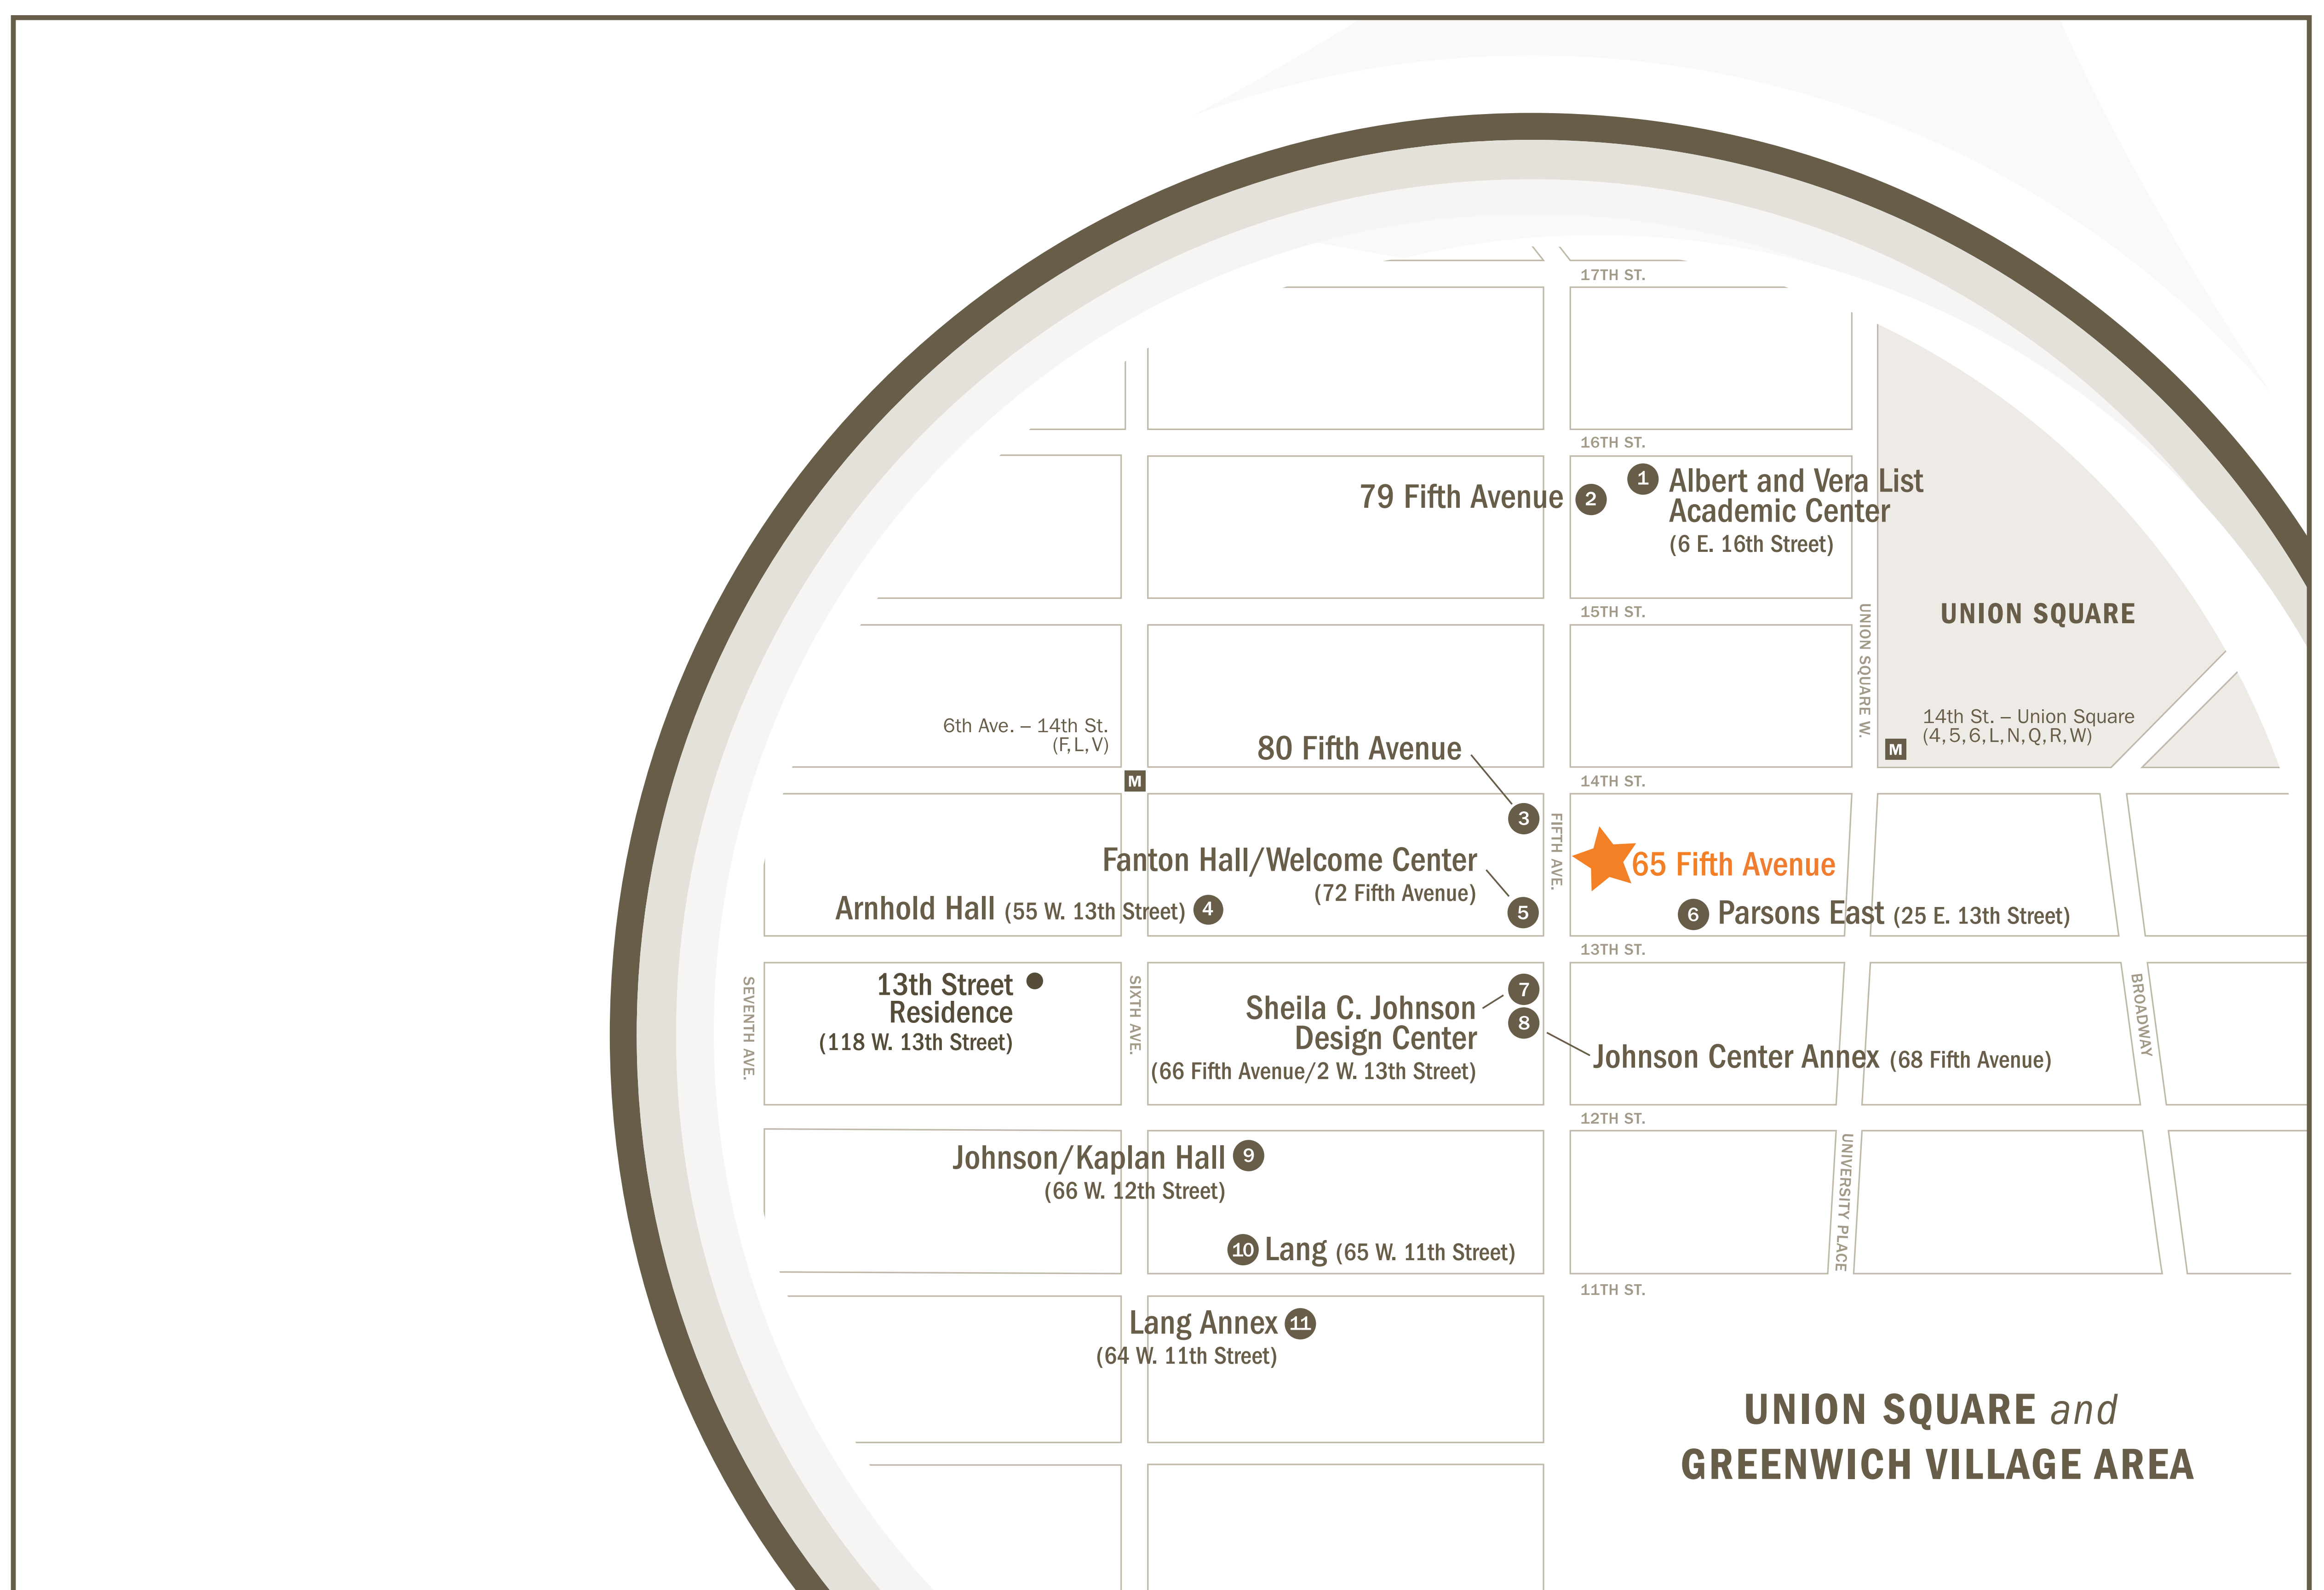 17TH ST.
16TH ST.
79 Fifth Avenue 2
1 Albert and Vera List
Academic Center
(6 E. 16th Street)
15TH ST.
UNION SQUARE W.
UNION SQUARE
14th St. – Union Square
(4,5,6,L,N,Q,R,W)
M
6th Ave. – 14th St.
(F,L,V)
M
80 Fifth Avenue
3
14TH ST.
FIFTH AVE.
65 Fifth Avenue
Fanton Hall/Welcome Center
(72 Fifth Avenue)
5
Arnhold Hall (55 W. 13th Street) 4
6 Parsons East (25 E. 13th Street)
13TH ST.
SEVENTH AVE.
13th Street
Residence
(118 W. 13th Street)
SIXTH AVE.
7
8
Sheila C. Johnson
Design Center
(66 Fifth Avenue/2 W. 13th Street)
Johnson Center Annex (68 Fifth Avenue)
BROADWAY
12TH ST.
Johnson/Kaplan Hall 9
(66 W. 12th Street)
UNIVERSITY PLACE
10 Lang (65 W. 11th Street)
11TH ST.
Lang Annex 11
(64 W. 11th Street)
UNION SQUARE and
GREENWICH VILLAGE AREA